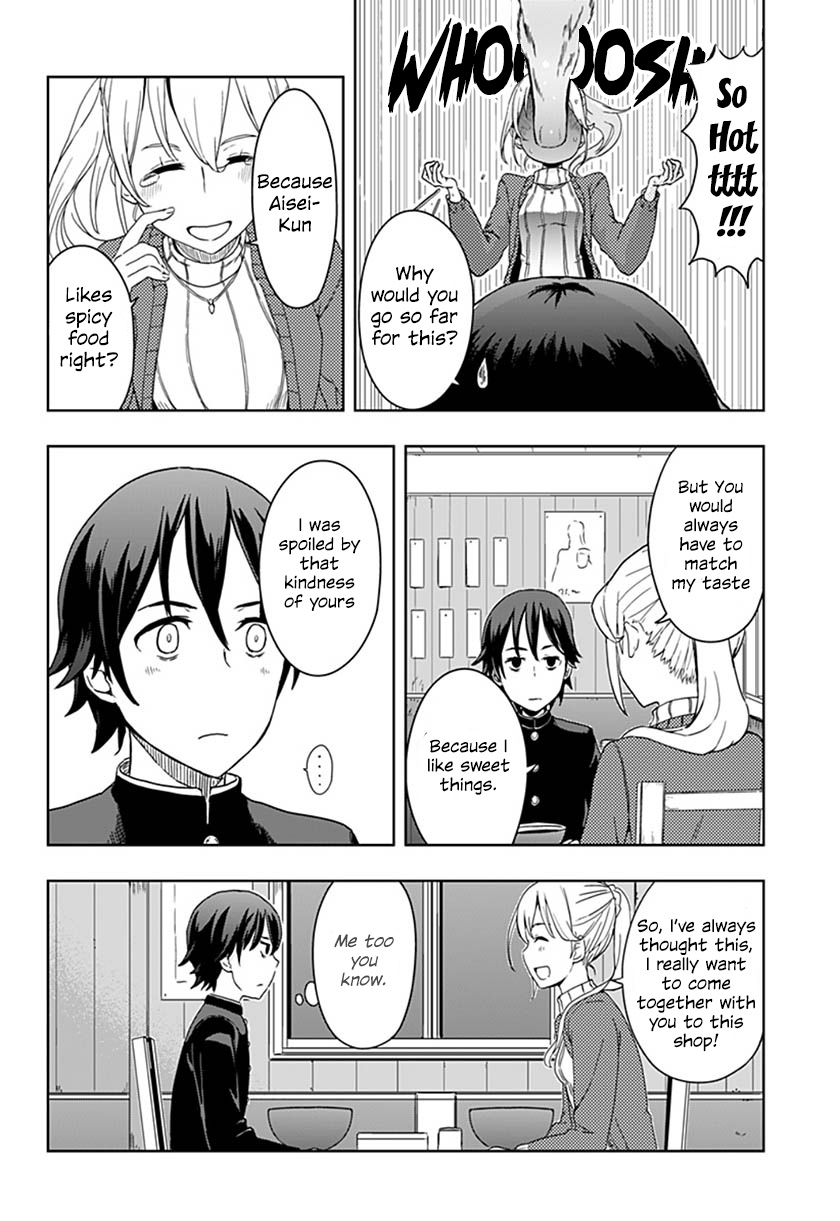 WHOOOOSH
So
Hot
tttt
!!!
Why
would you
go so far
for this?
Because
Aisei-
Kun
Likes
spicy
food
right?
But You
would
always
have to
match
my taste
Because I
like sweet
things.
I was
spoiled by
that
kindness
of yours
....
So, I've always
thought this,
I really want
to come
together with
you to this
shop!
Me too
you
know.